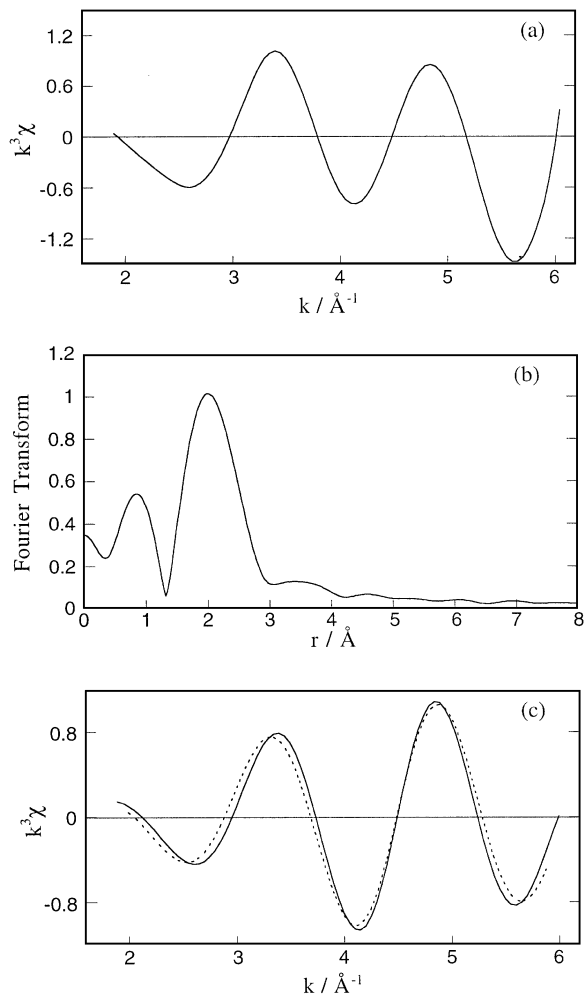 (a)
1.2
0.6
0
-0.6
-1.2
k³χ
2 3 4 5 6
k / Å⁻¹
(b)
1.2
1
0.8
0.6
0.4
0.2
0
Fourier Transform
0 1 2 3 4 5 6 7 8
r / Å
(c)
0.8
0
-0.8
k³χ
2 3 4 5 6
k / Å⁻¹